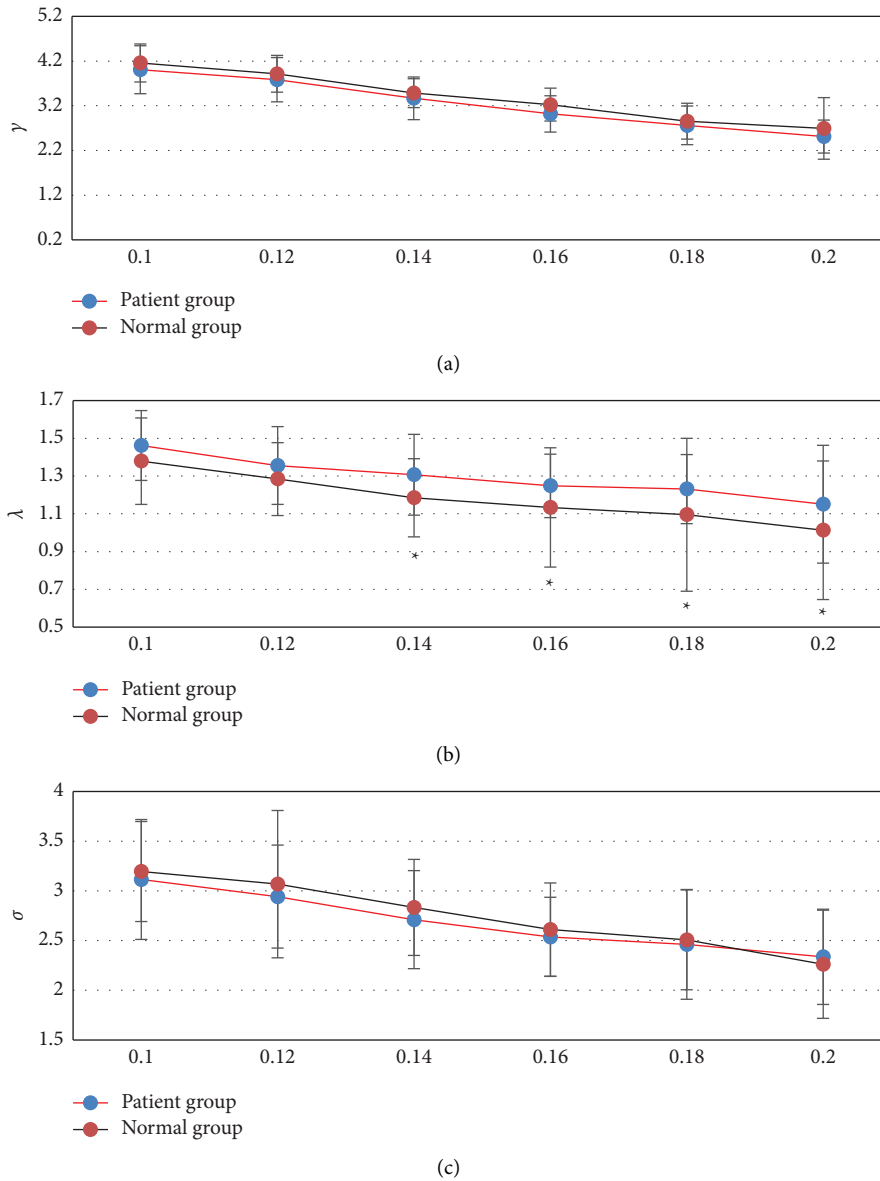 5.2
4.2
3.2
2.2
1.2
0.2
γ
0.1 0.12 0.14 0.16 0.18 0.2
Patient group
Normal group
(a)
1.7
1.5
1.3
1.1
0.9
0.7
0.5
λ
* * * *
0.1 0.12 0.14 0.16 0.18 0.2
Patient group
Normal group
(b)
4
3.5
3
2.5
2
1.5
σ
0.1 0.12 0.14 0.16 0.18 0.2
Patient group
Normal group
(c)